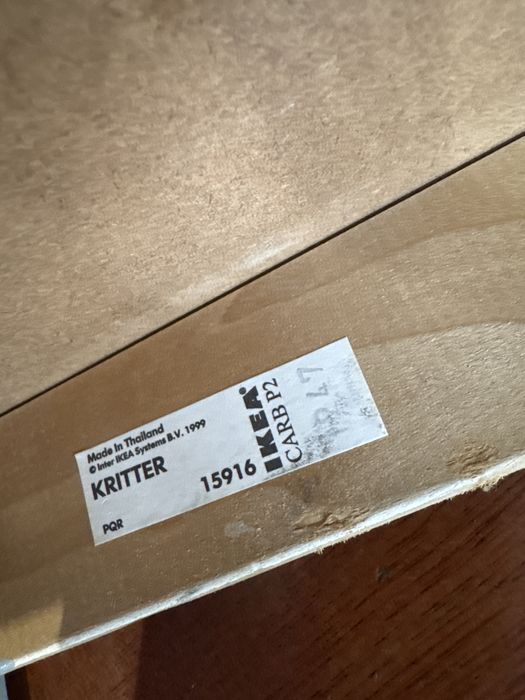 Made in Thailand
© Inter IKEA Systems B.V. 1999
KRITTER
15916
PQR
IKEA®
CARB P2